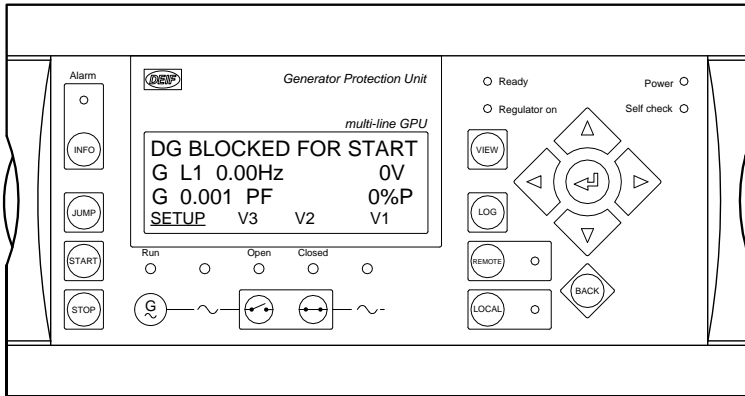 Alarm
INFO
JUMP
START
STOP
DEIF
Generator Protection Unit
multi-line GPU
DG BLOCKED FOR START
G L1 0.00Hz 0V
G 0.001 PF 0%P
SETUP V3 V2 V1
Run Open Closed
G
Ready Power
Regulator on Self check
VIEW
LOG
REMOTE
LOCAL
BACK